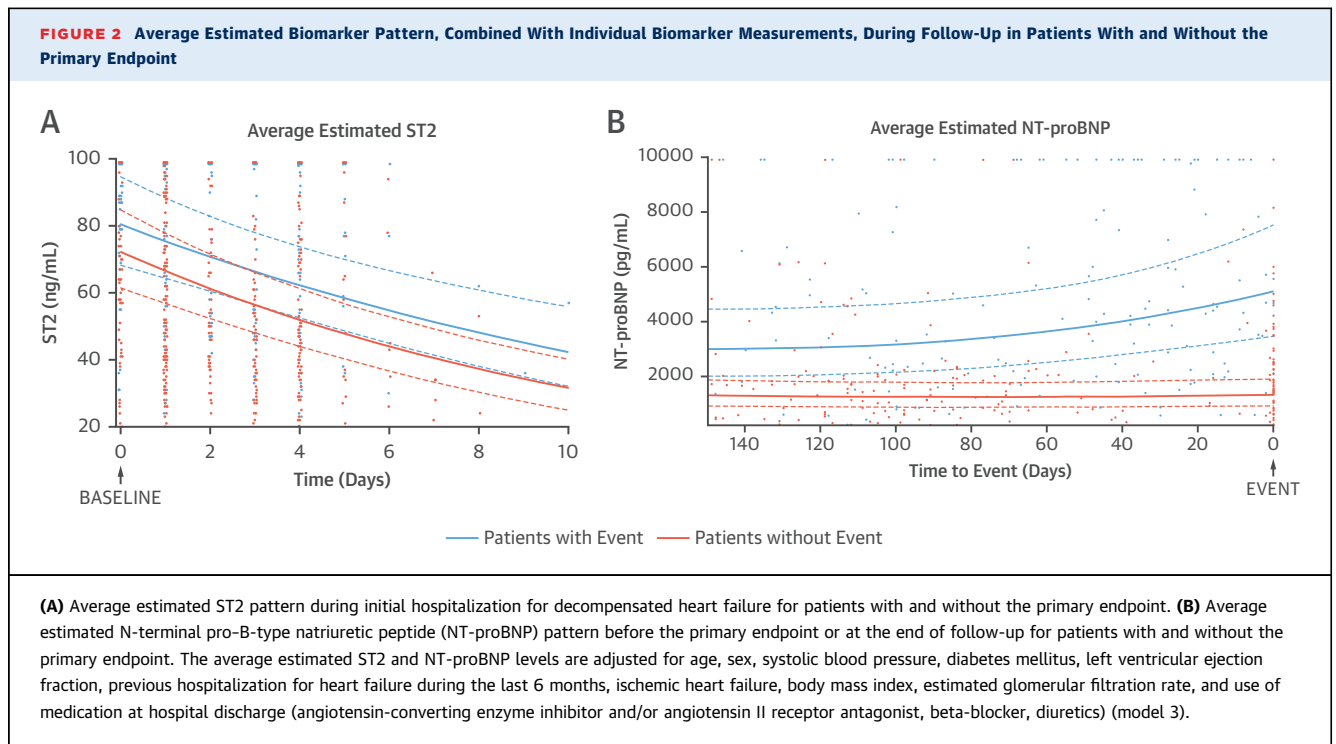 FIGURE 2 Average Estimated Biomarker Pattern, Combined With Individual Biomarker Measurements, During Follow-Up in Patients With and Without the
Primary Endpoint
A
Average Estimated ST2
ST2 (ng/mL)
100
80
60
40
20
0
2
4
6
8
10
Time (Days)
BASELINE
B
Average Estimated NT-proBNP
NT-proBNP (pg/mL)
10000
8000
6000
4000
2000
140
120
100
80
60
40
20
0
Time to Event (Days)
EVENT
Patients with Event
Patients without Event
(A) Average estimated ST2 pattern during initial hospitalization for decompensated heart failure for patients with and without the primary endpoint. (B) Average
estimated N-terminal pro–B-type natriuretic peptide (NT-proBNP) pattern before the primary endpoint or at the end of follow-up for patients with and without the
primary endpoint. The average estimated ST2 and NT-proBNP levels are adjusted for age, sex, systolic blood pressure, diabetes mellitus, left ventricular ejection
fraction, previous hospitalization for heart failure during the last 6 months, ischemic heart failure, body mass index, estimated glomerular filtration rate, and use of
medication at hospital discharge (angiotensin-converting enzyme inhibitor and/or angiotensin II receptor antagonist, beta-blocker, diuretics) (model 3).